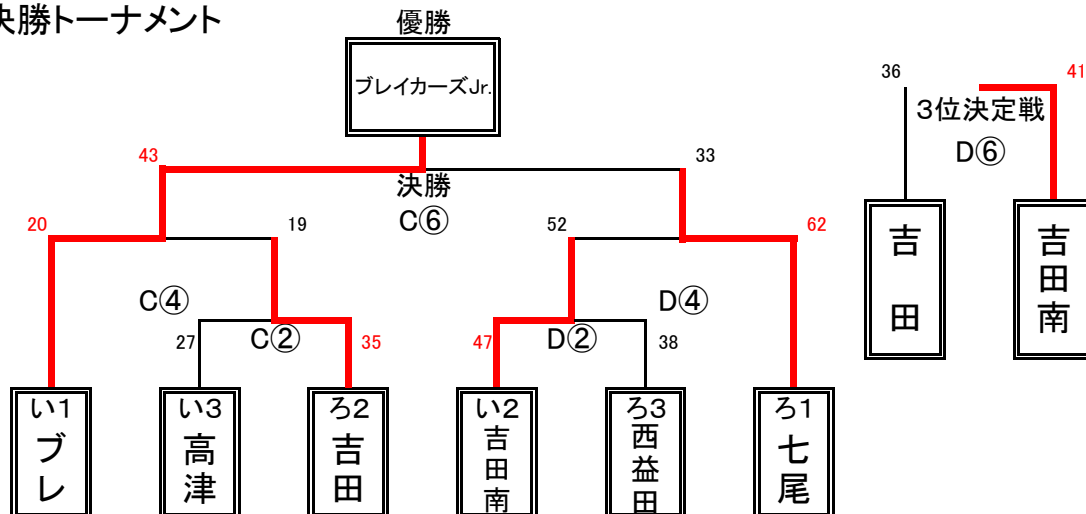 決勝トーナメント
優勝
ブレイカーズJr.
36
41
3位決定戦
D⑥
43
33
決勝
C⑥
20
19
52
62
吉田
吉田南
C④
D④
27
C②
35
47
D②
38
い1
ブレ
い3
高津
ろ2
吉田
い2
吉田南
ろ3
西益田
ろ1
七尾